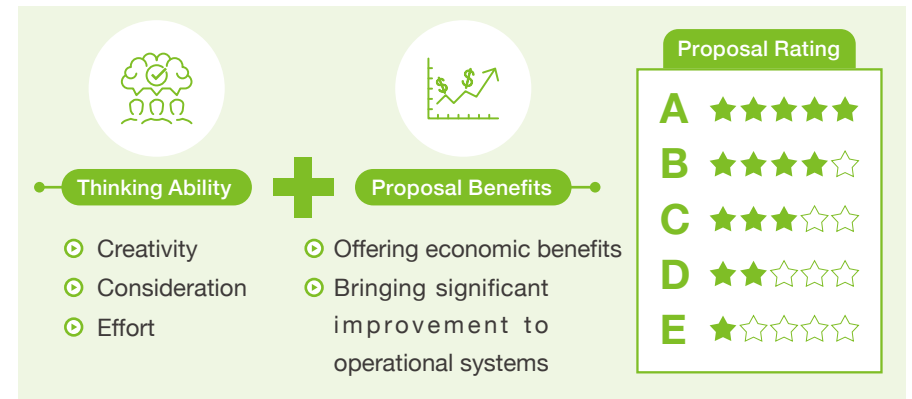 Thinking Ability
Creativity
Consideration
Effort
Proposal Benefits
$ $
Offering economic benefits
Bringing significant
improvement to
operational systems
Proposal Rating
A
B
C
D
E